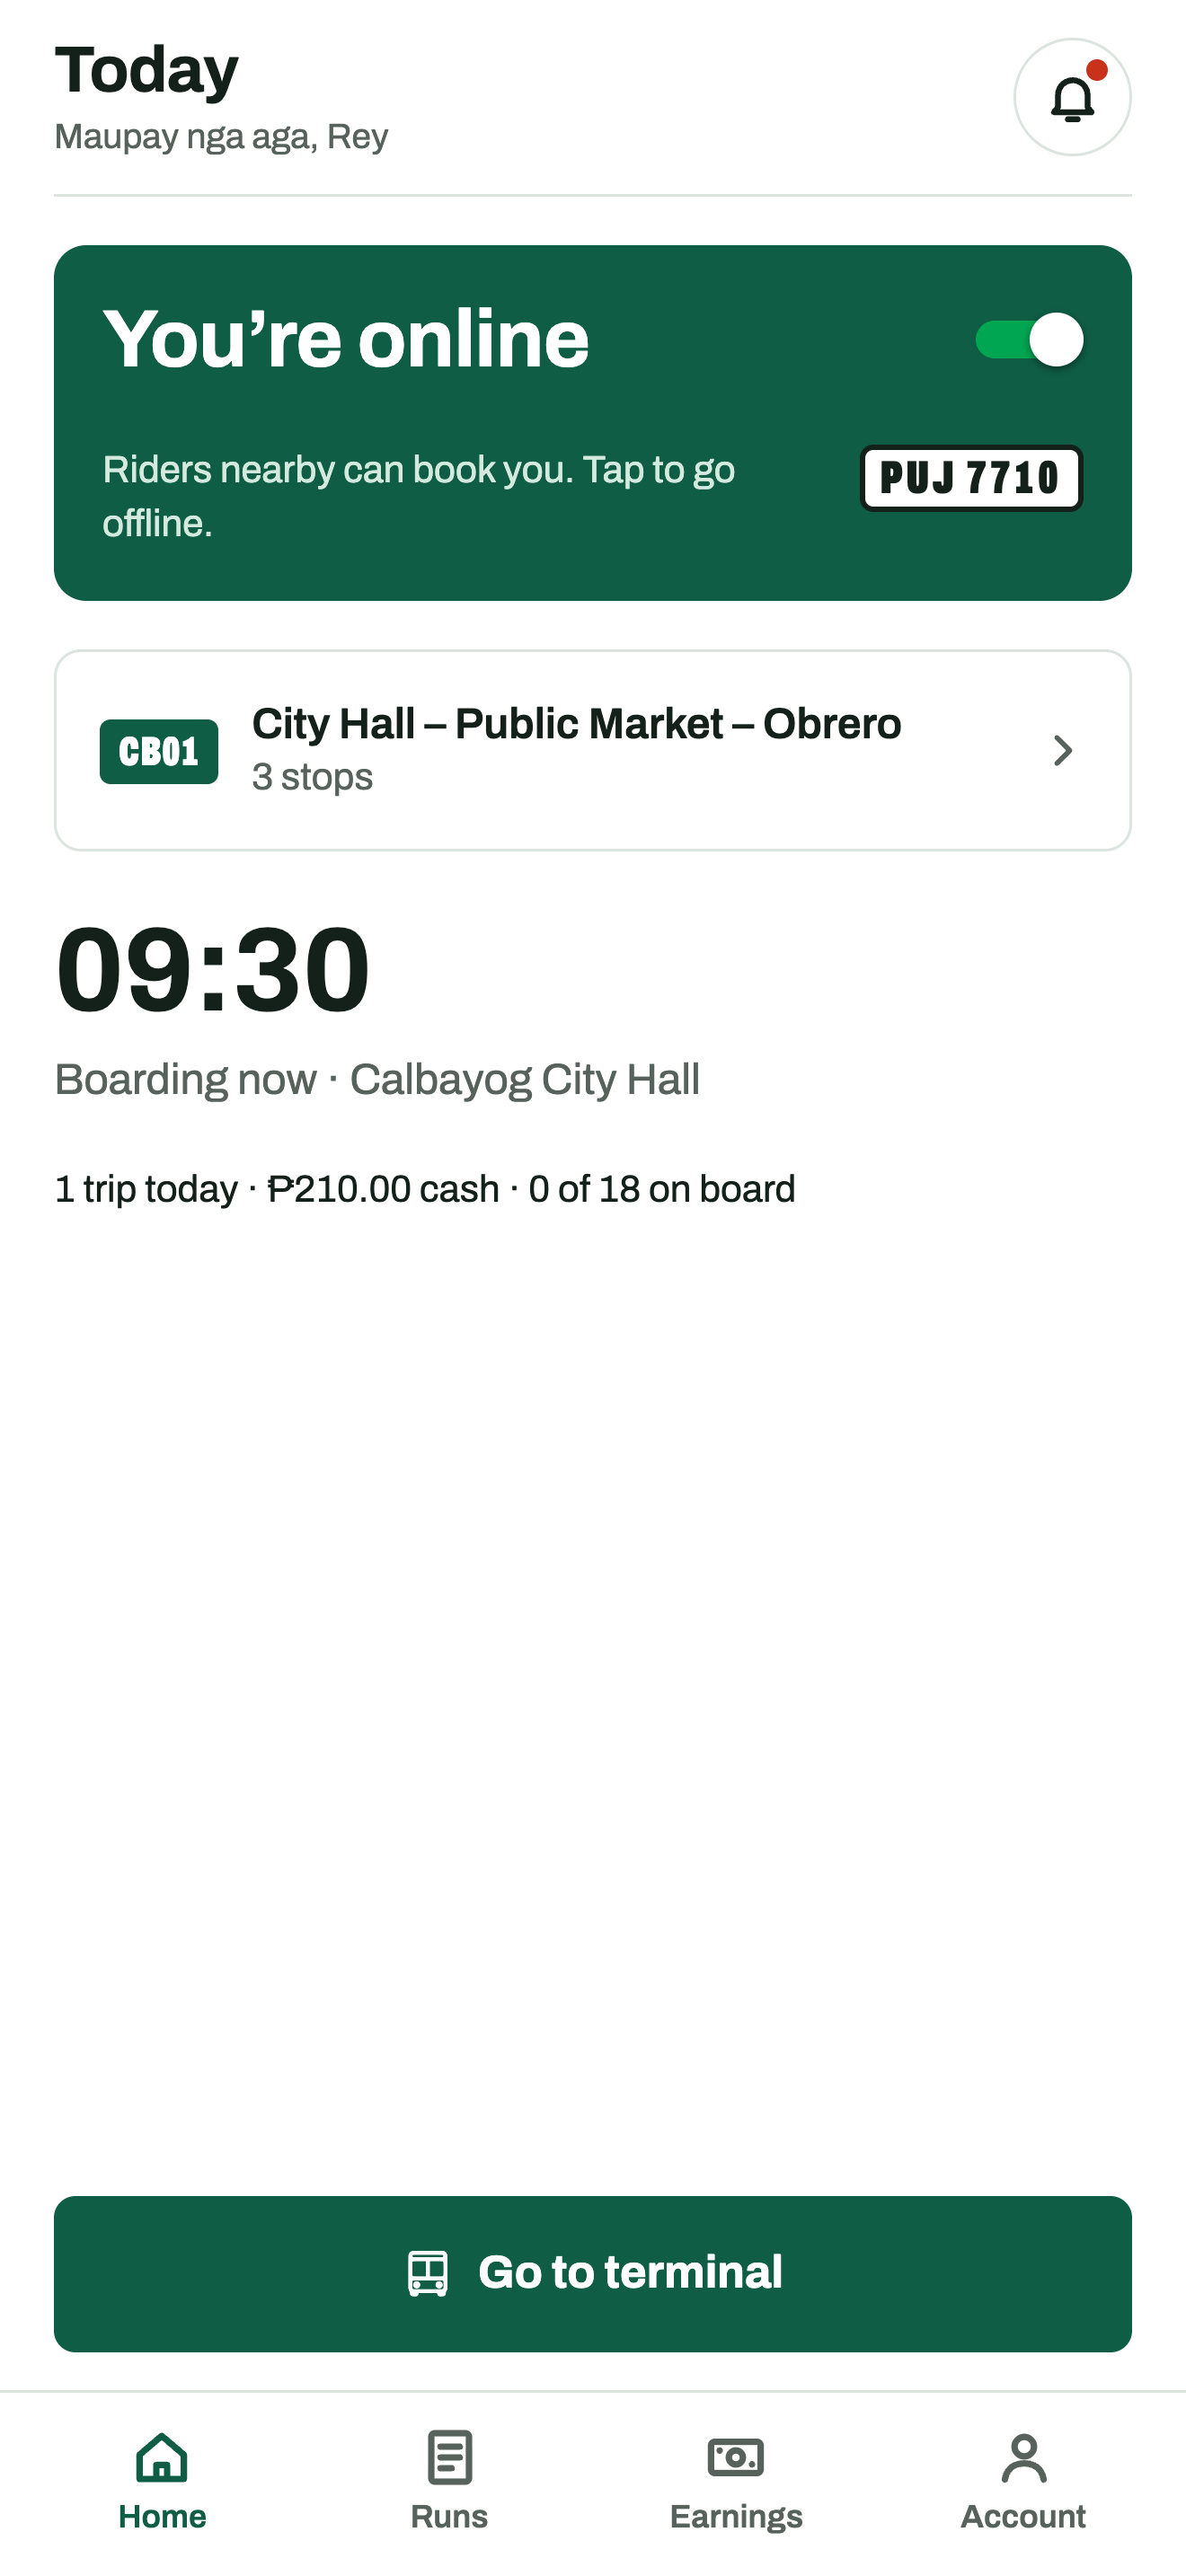 Today
Maupay nga aga, Rey
You’re online
Riders nearby can book you. Tap to go
offline.
PUJ 7710
CB01
City Hall – Public Market – Obrero
3 stops
09:30
Boarding now · Calbayog City Hall
1 trip today · ₱210.00 cash · 0 of 18 on board
Go to terminal
Home
Runs
Earnings
Account